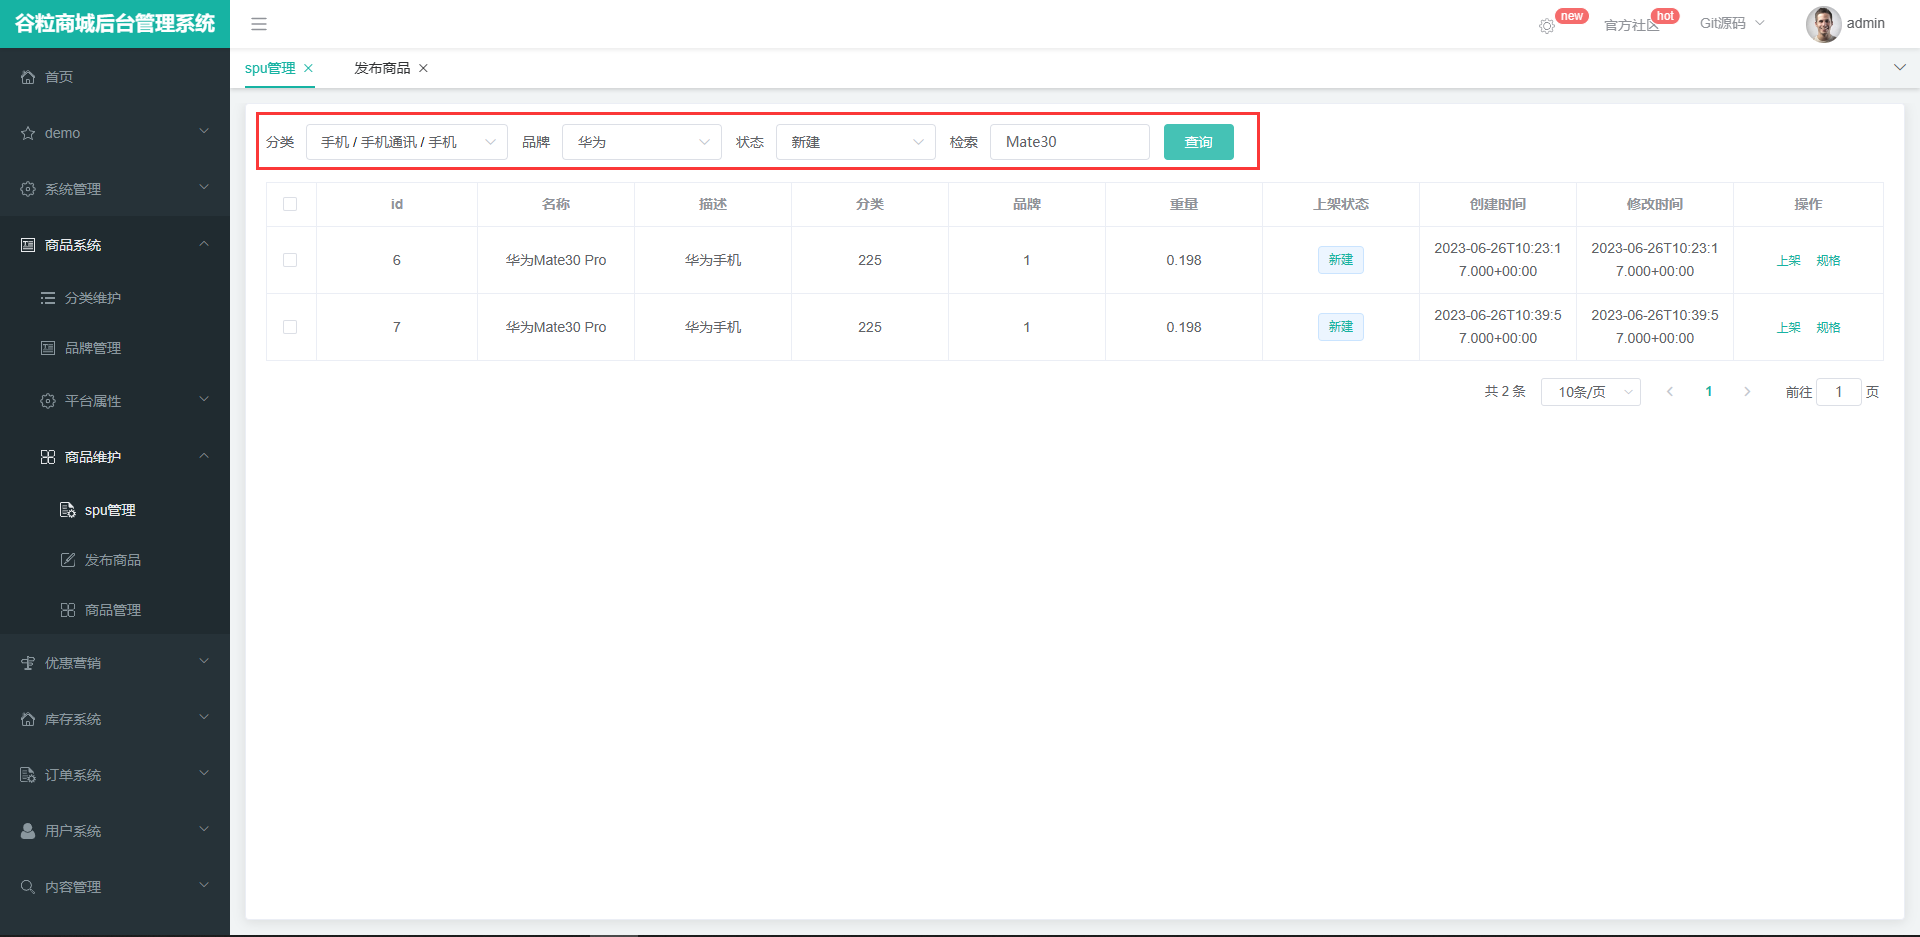 谷粒商城后台管理系统
new
官方社区
hot
Git源码
admin
首页
demo
系统管理
商品系统
分类维护
品牌管理
平台属性
商品维护
spu管理
发布商品
商品管理
优惠营销
库存系统
订单系统
用户系统
内容管理
spu管理 发布商品
分类 手机 / 手机通讯 / 手机 品牌 华为 状态 新建 检索 Mate30 查询
id 名称 描述 分类 品牌 重量 上架状态 创建时间 修改时间 操作
6 华为Mate30 Pro 华为手机 225 1 0.198 新建 2023-06-26T10:23:1 2023-06-26T10:23:1 上架 规格
7.000+00:00 7.000+00:00
7 华为Mate30 Pro 华为手机 225 1 0.198 新建 2023-06-26T10:39:5 2023-06-26T10:39:5 上架 规格
7.000+00:00 7.000+00:00
共 2 条 10条/页 1 前往 1 页